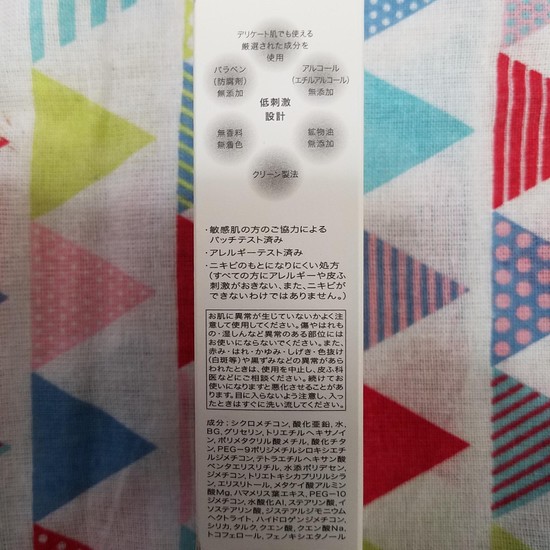 デリケート肌でも使える
厳選された成分を
使用
パラベン
(防腐剤)
無添加
アルコール
(エチルアルコール)
無添加
低刺激
設計
無香料
無着色
鉱物油
無添加
クリーン製法
・敏感肌の方のご協力による
パッチテスト済み
・アレルギーテスト済み
・ニキビのもとになりにくい処方
(すべての方にアレルギーや皮ふ
刺激がおきない、また、ニキビが
できないわけではありません。)
お肌に異常が生じていないかよく注
意して使用してください。傷やはれも
の・湿しんなど異常のある部位には
お使いにならないでください。また、
赤み・はれ・かゆみ・しげき・色抜け
(白斑等)や黒ずみなどの異常があら
われたときは、使用を中止し、皮ふ科
医などにご相談ください。続けてお
使いになりますと悪化させることがあ
ります。目に入らないよう注意し、入っ
たときはすぐに洗い流してください。
成分：シクロメチコン、酸化亜鉛、水、
BG、グリセリン、トリエチルヘキサノイ
ン、ポリメタクリル酸メチル、酸化チタ
ン、PEG-9ポリジメチルシロキシエチ
ルジメチコン、テトラエチルヘキサン酸
ペンタエリスリチル、水添ポリデセン、
ジメチコン、トリエトキシカプリリルシラ
ン、エリスリトール、メタケイ酸アルミン
酸Mg、ハマメリス葉エキス、PEG-10
ジメチコン、水酸化Al、ステアリン酸、イ
ソステアリン酸、ジステアルジモニウム
ヘクトライト、ハイドロゲンジメチコン、
シリカ、タルク、クエン酸、クエン酸Na、
トコフェロール、フェノキシエタノール